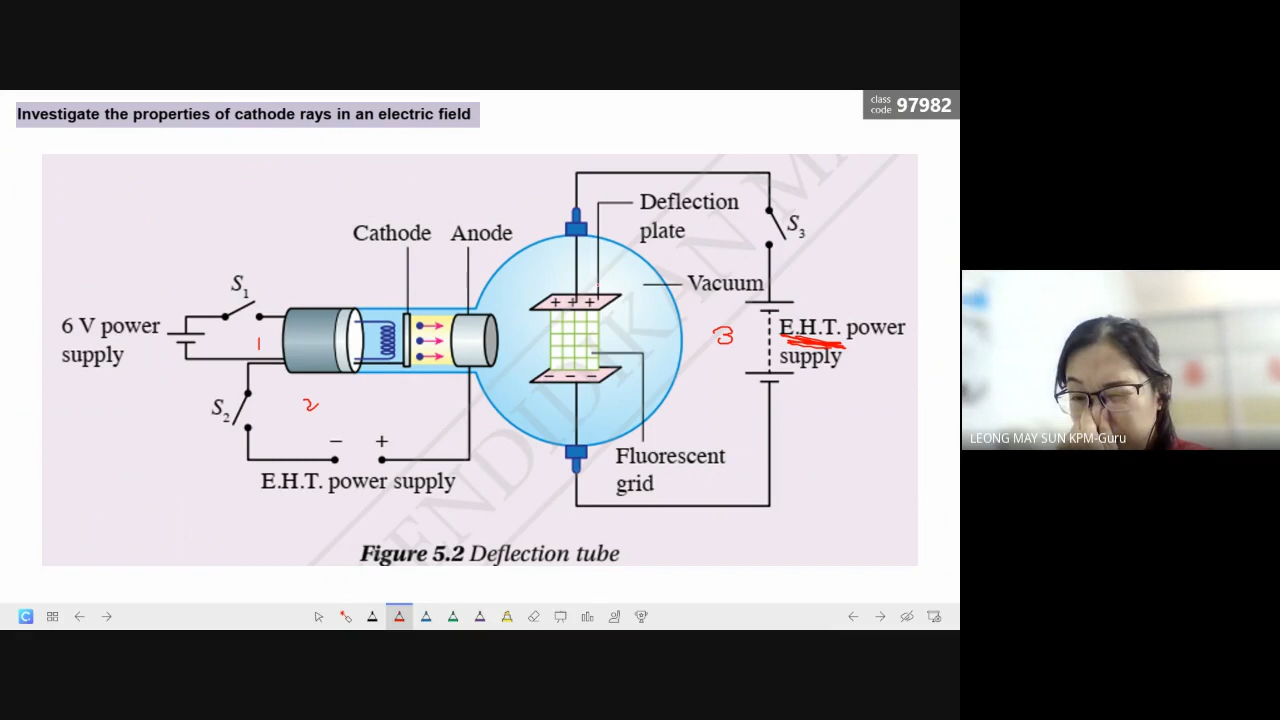 Investigate the properties of cathode rays in an electric field
class
code 97982
Deflection
plate
S3
Cathode Anode
Vacuum
S1
6 V power
supply
+ + +
E.H.T. power
supply
1
3
2
S2
− − −
− +
E.H.T. power supply
Fluorescent
grid
Figure 5.2 Deflection tube
LEONG MAY SUN KPM-Guru
C